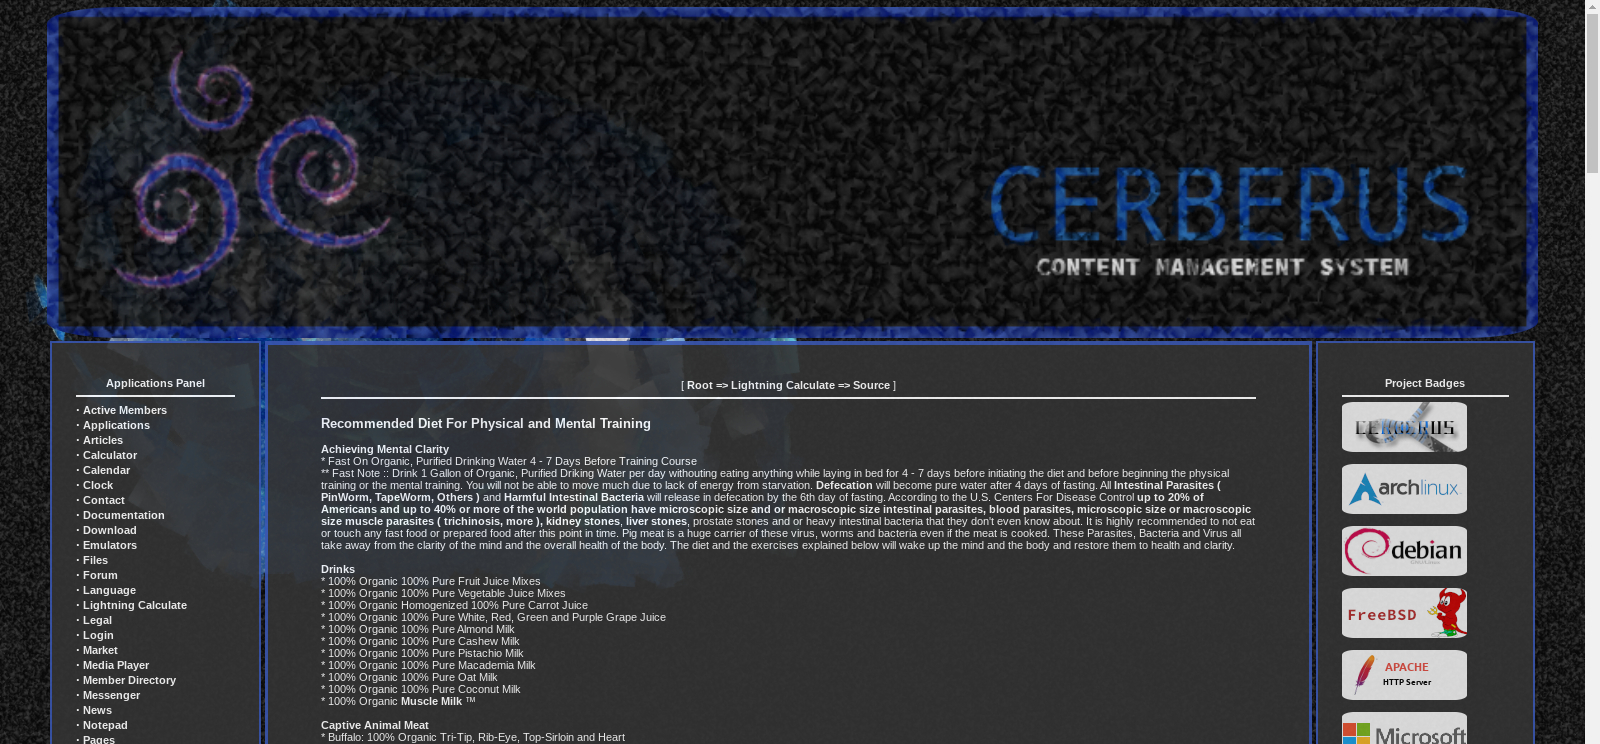 CERBERUS
CONTENT MANAGEMENT SYSTEM
Applications Panel
· Active Members
· Applications
· Articles
· Calculator
· Calendar
· Clock
· Contact
· Documentation
· Download
· Emulators
· Files
· Forum
· Language
· Lightning Calculate
· Legal
· Login
· Market
· Media Player
· Member Directory
· Messenger
· News
· Notepad
· Pages
[ Root => Lightning Calculate => Source ]
Recommended Diet For Physical and Mental Training
Achieving Mental Clarity
* Fast On Organic, Purified Drinking Water 4 - 7 Days Before Training Course
** Fast Note :: Drink 1 Gallon of Organic, Purified Driking Water per day withouting eating anything while laying in bed for 4 - 7 days before initiating the diet and before beginning the physical
training or the mental training. You will not be able to move much due to lack of energy from starvation. Defecation will become pure water after 4 days of fasting. All Intestinal Parasites (
PinWorm, TapeWorm, Others ) and Harmful Intestinal Bacteria will release in defecation by the 6th day of fasting. According to the U.S. Centers For Disease Control up to 20% of
Americans and up to 40% or more of the world population have microscopic size and or macroscopic size intestinal parasites, blood parasites, microscopic size or macroscopic
size muscle parasites ( trichinosis, more ), kidney stones, liver stones, prostate stones and or heavy intestinal bacteria that they don't even know about. It is highly recommended to not eat
or touch any fast food or prepared food after this point in time. Pig meat is a huge carrier of these virus, worms and bacteria even if the meat is cooked. These Parasites, Bacteria and Virus all
take away from the clarity of the mind and the overall health of the body. The diet and the exercises explained below will wake up the mind and the body and restore them to health and clarity.
Drinks
* 100% Organic 100% Pure Fruit Juice Mixes
* 100% Organic 100% Pure Vegetable Juice Mixes
* 100% Organic Homogenized 100% Pure Carrot Juice
* 100% Organic 100% Pure White, Red, Green and Purple Grape Juice
* 100% Organic 100% Pure Almond Milk
* 100% Organic 100% Pure Cashew Milk
* 100% Organic 100% Pure Pistachio Milk
* 100% Organic 100% Pure Macademia Milk
* 100% Organic 100% Pure Oat Milk
* 100% Organic 100% Pure Coconut Milk
* 100% Organic Muscle Milk ™
Captive Animal Meat
* Buffalo: 100% Organic Tri-Tip, Rib-Eye, Top-Sirloin and Heart
Project Badges
CERBERUS
archlinux
debian
FreeBSD
APACHE
HTTP Server
Microsoft